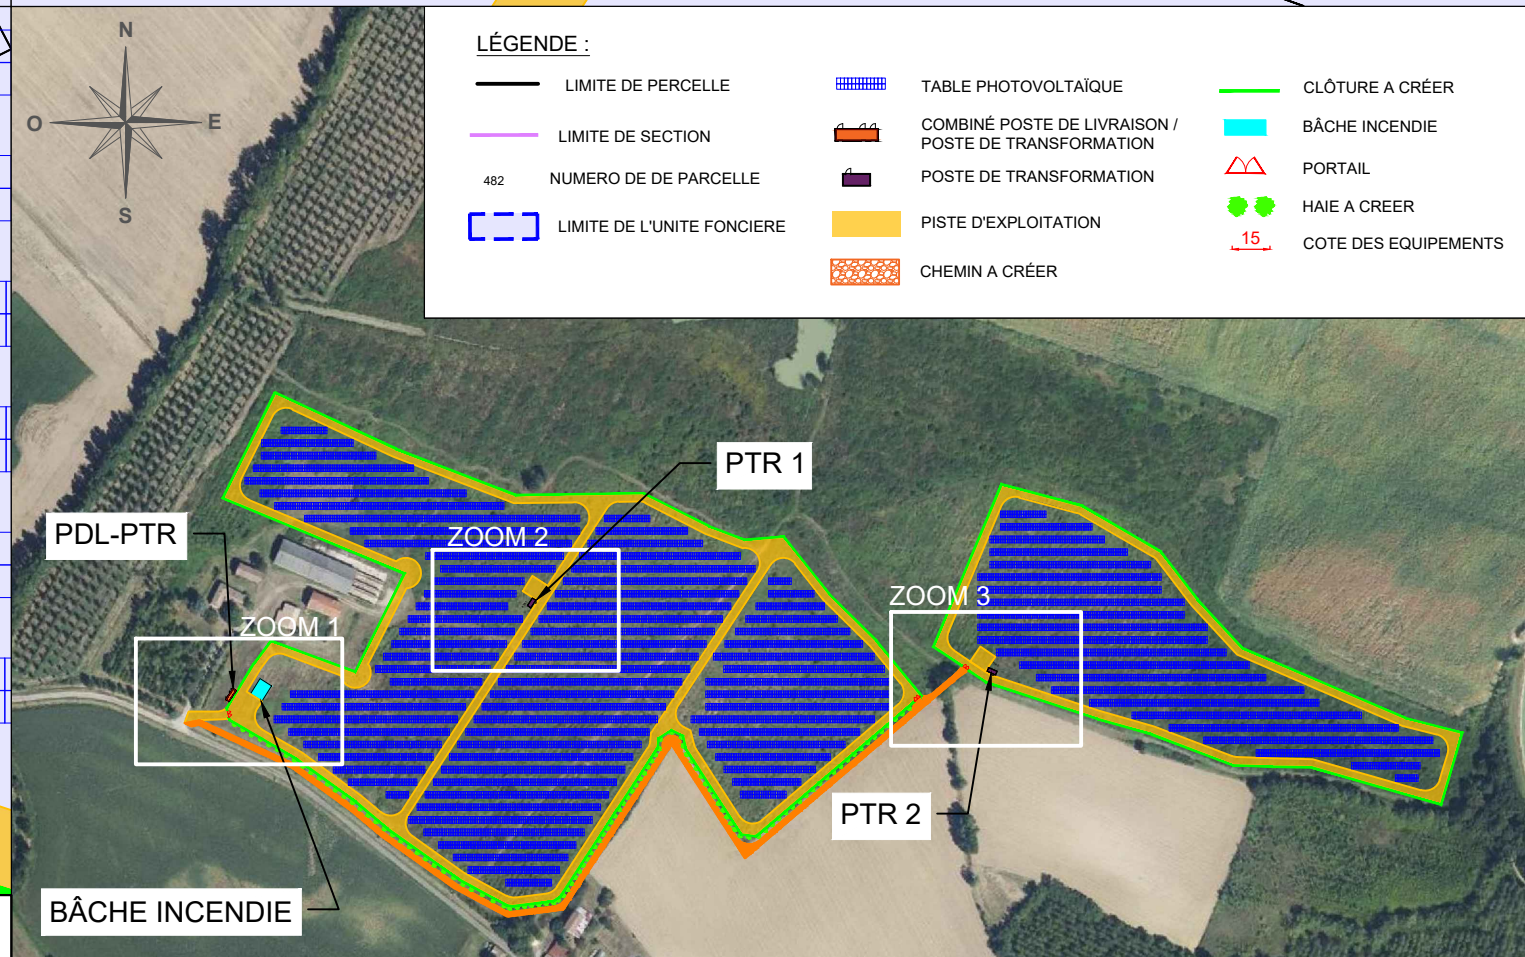 N
O
E
S
LÉGENDE :
LIMITE DE PERCELLE
LIMITE DE SECTION
482
NUMERO DE DE PARCELLE
LIMITE DE L'UNITE FONCIERE
TABLE PHOTOVOLTAÏQUE
COMBINÉ POSTE DE LIVRAISON /
POSTE DE TRANSFORMATION
POSTE DE TRANSFORMATION
PISTE D'EXPLOITATION
CHEMIN A CRÉER
CLÔTURE A CRÉER
BÂCHE INCENDIE
PORTAIL
HAIE A CREER
15
COTE DES EQUIPEMENTS
PTR 1
PDL-PTR
ZOOM 2
ZOOM 3
ZOOM 1
PTR 2
BÂCHE INCENDIE